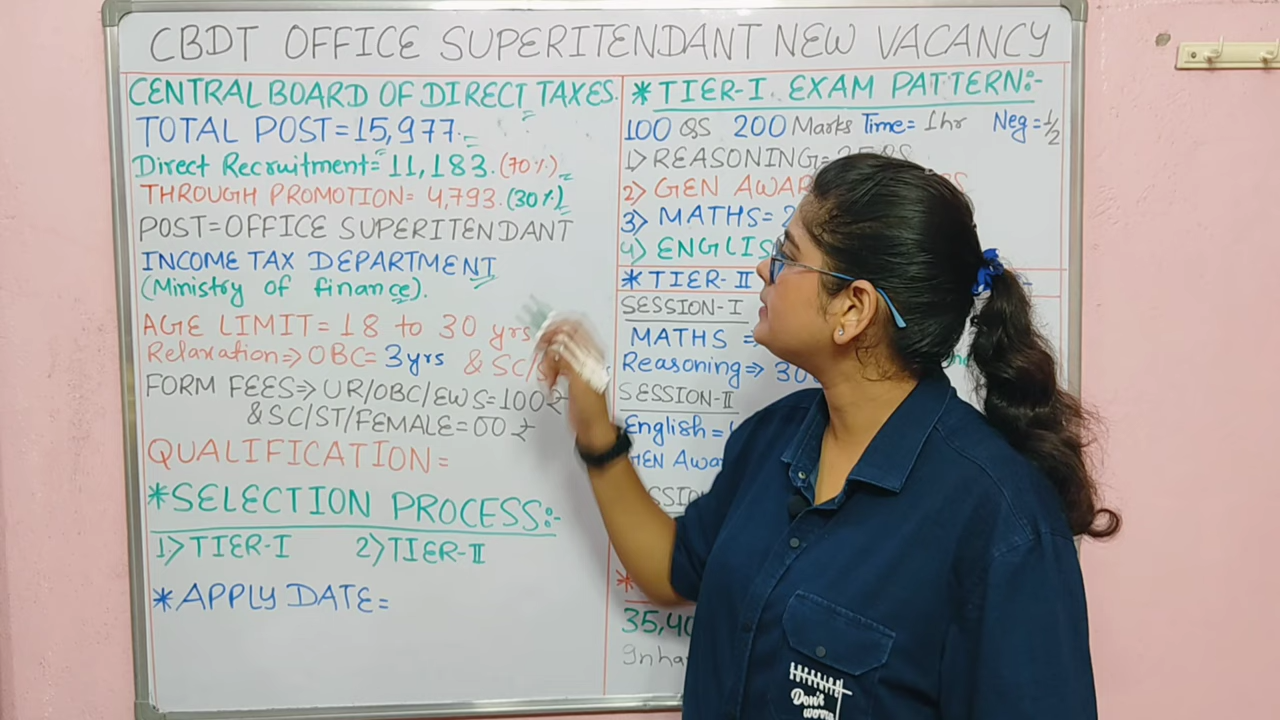 CBDT OFFICE SUPERITENDANT NEW VACANCY
CENTRAL BOARD OF DIRECT TAXES.
TOTAL POST=15,977.
Direct Recruitment=11,183.(70%)
THROUGH PROMOTION= 4,793.(30%)
POST=OFFICE SUPERITENDANT
INCOME TAX DEPARTMENT
(Ministry of finance).
AGE LIMIT=18 to 30 yrs
Relaxation⇒OBC=3yrs & SC/
FORM FEES⇒UR/OBC/EWS=100₹
&SC/ST/FEMALE=00₹
QUALIFICATION=
*SELECTION PROCESS:-
1>TIER-I 2>TIER-II
*APPLY DATE=
*TIER-I EXAM PATTERN:-
100 QS 200 Marks Time= 1hr Neg=1/2
1>REASONING=
2> GEN
3> MATHS=
4>
*TIER-II
SESSION-I
MATHS =
Reasoning⇒ 30
SESSION-II
English=
GEN
35,40
Don't
worry